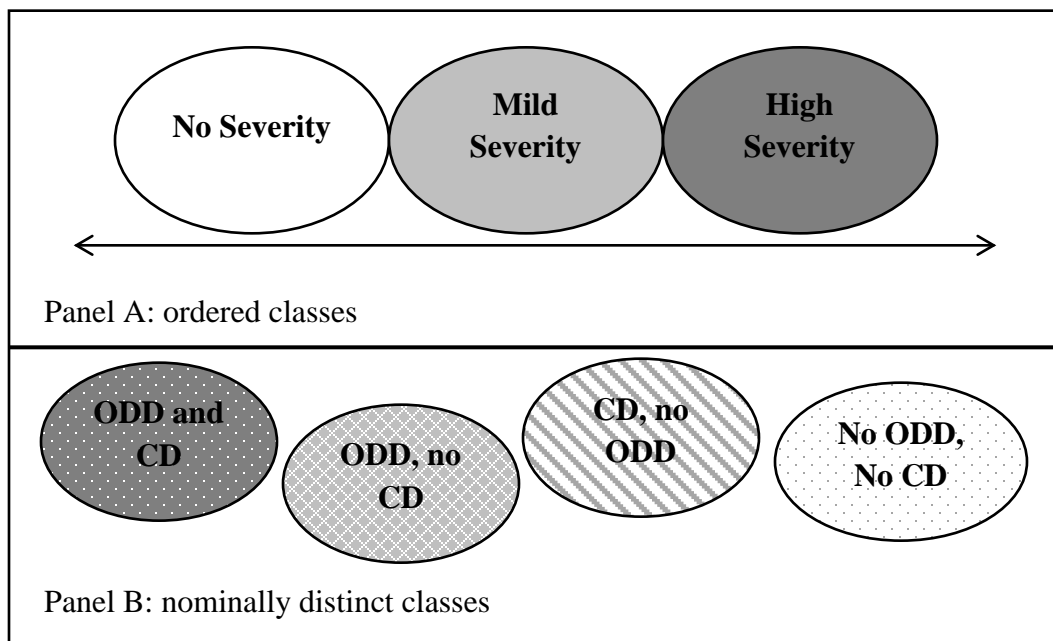 No Severity
Mild
Severity
High
Severity
Panel A: ordered classes
ODD and
CD
ODD, no
CD
CD, no
ODD
No ODD,
No CD
Panel B: nominally distinct classes